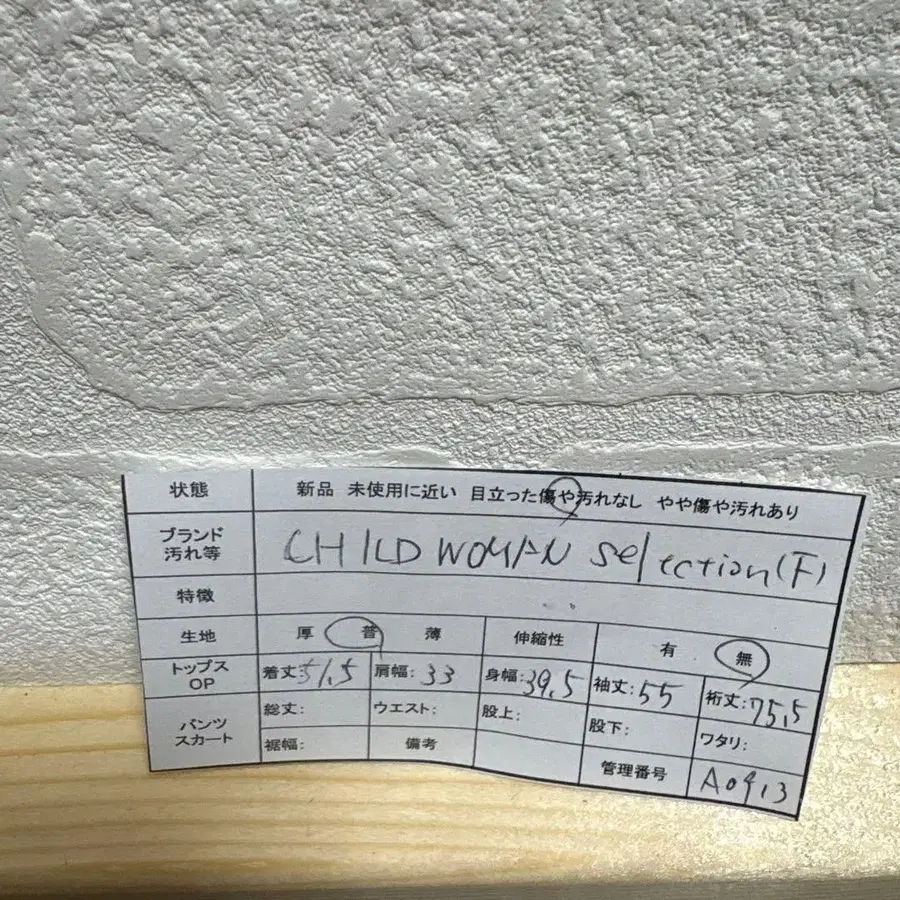 状態 新品 未使用に近い 目立った傷や汚れなし やや傷や汚れあり
ブランド
汚れ等 CHILD WOMAN selection(F)
特徴
生地 厚 普 薄 伸縮性 有 無
トップス
OP 着丈51,5 肩幅:33 身幅:39,5 袖丈:55 裄丈:75,5
パンツ
スカート 総丈: ウエスト: 股上: 股下: ワタリ:
裾幅: 備考 管理番号 A0413